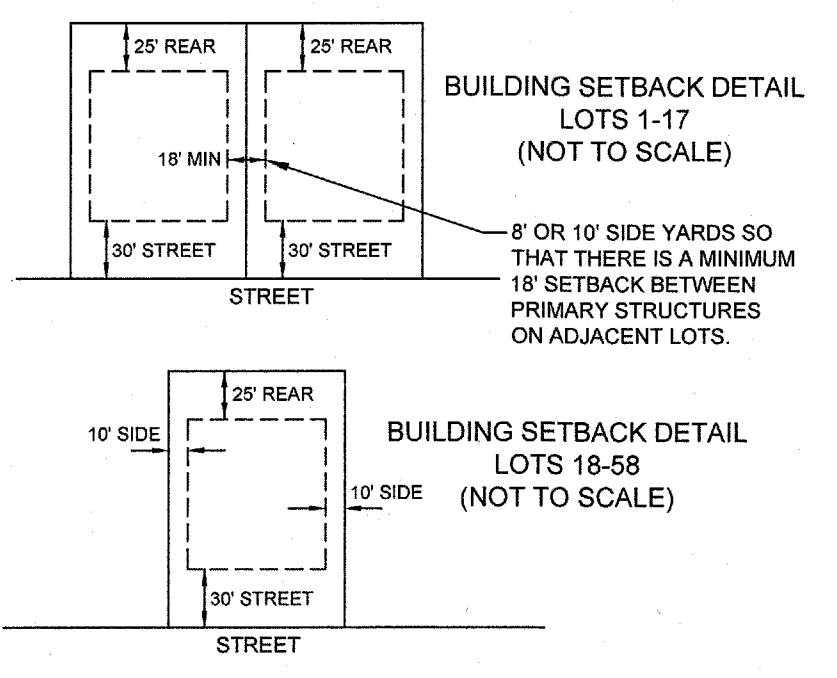 25' REAR
25' REAR
BUILDING SETBACK DETAIL
LOTS 1-17
(NOT TO SCALE)
18' MIN
8' OR 10' SIDE YARDS SO
THAT THERE IS A MINIMUM
18' SETBACK BETWEEN
PRIMARY STRUCTURES
ON ADJACENT LOTS.
30' STREET
30' STREET
STREET
25' REAR
10' SIDE
BUILDING SETBACK DETAIL
LOTS 18-58
(NOT TO SCALE)
10' SIDE
30' STREET
STREET